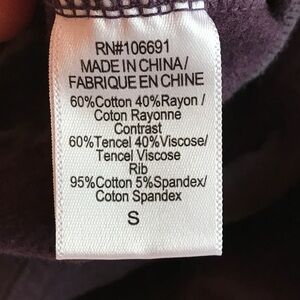 RN#106691
MADE IN CHINA/
FABRIQUE EN CHINE
60%Cotton 40%Rayon /
Coton Rayonne
Contrast
60%Tencel 40%Viscose/
Tencel Viscose
Rib
95%Cotton 5%Spandex/
Coton Spandex
S